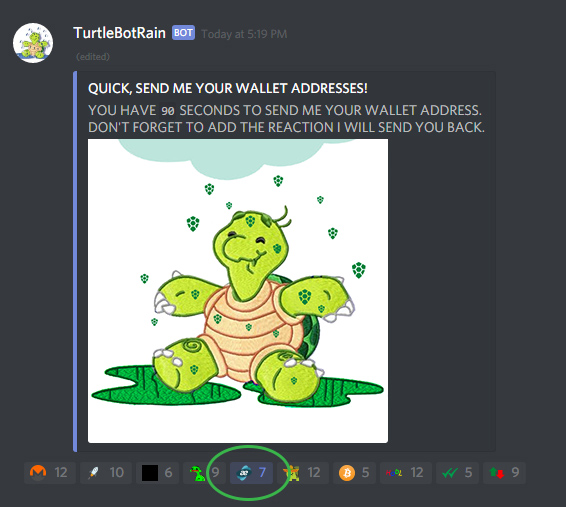 TurtleBotRain BOT Today at 5:19 PM
(edited)
QUICK, SEND ME YOUR WALLET ADDRESSES!
YOU HAVE 90 SECONDS TO SEND ME YOUR WALLET ADDRESS.
DON'T FORGET TO ADD THE REACTION I WILL SEND YOU BACK.
12 10 6 9 7 12 5 12 5 9